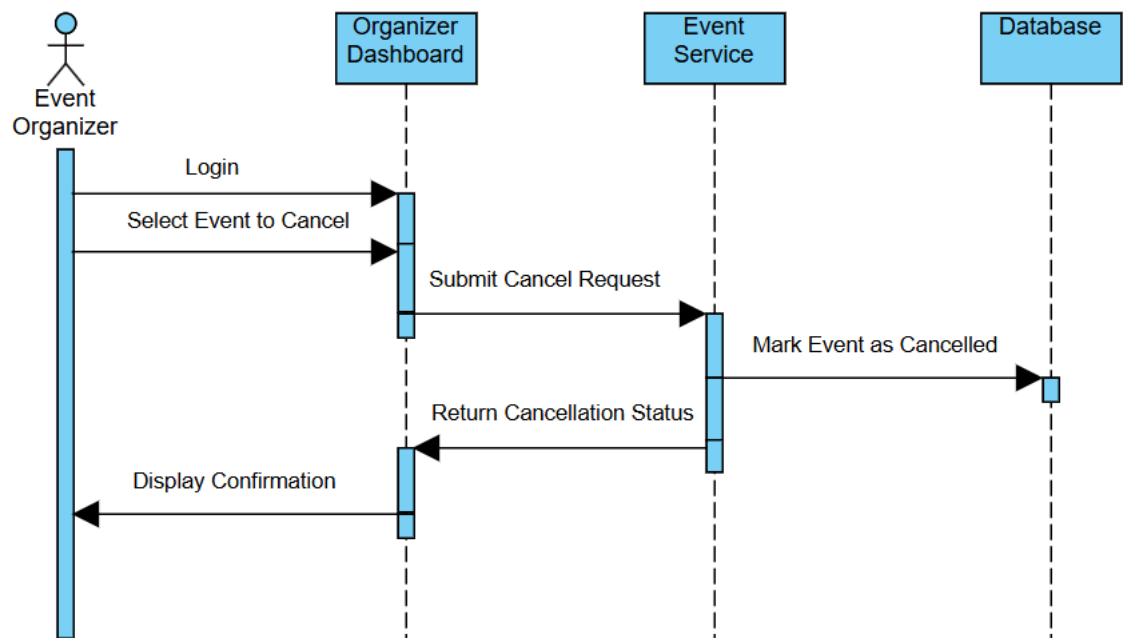 Organizer
Dashboard
Event
Service
Database
Event
Organizer
Login
Select Event to Cancel
Submit Cancel Request
Mark Event as Cancelled
Return Cancellation Status
Display Confirmation